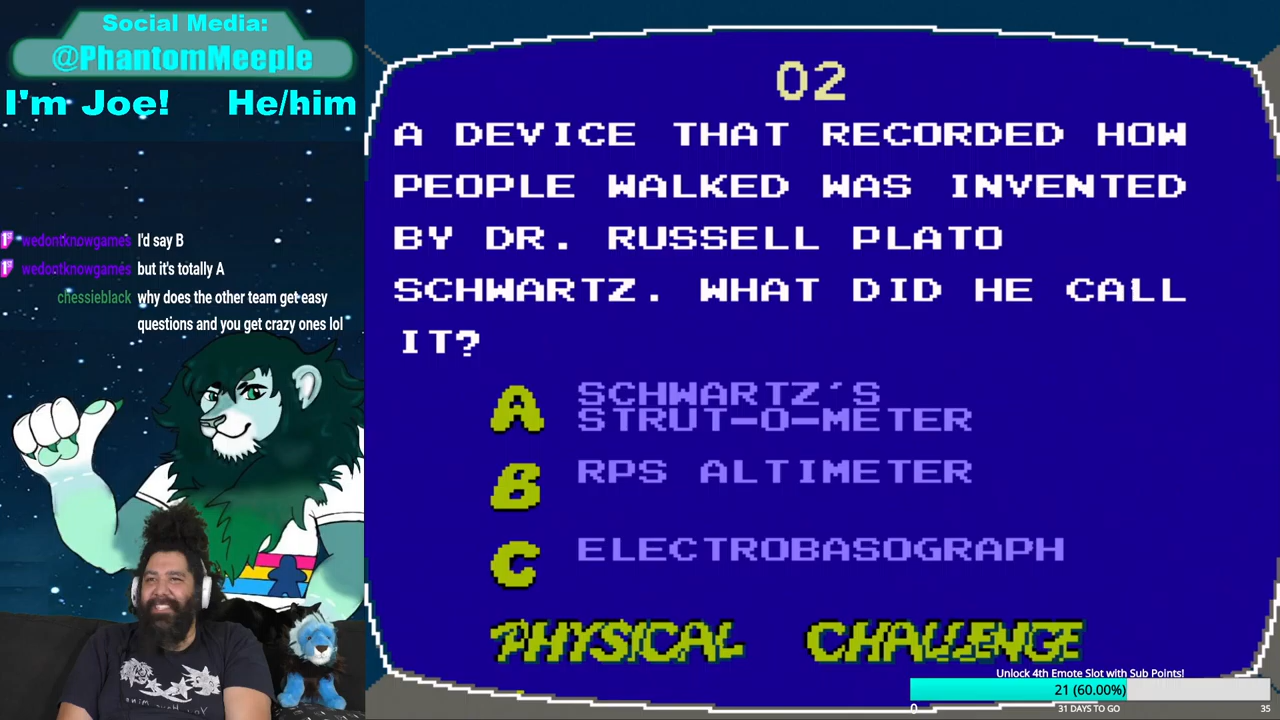 Social Media:
@PhantomMeeple
I'm Joe! He/him
wedontknowgames I'd say B
wedontknowgames but it's totally A
chessieblack why does the other team get easy
questions and you get crazy ones lol
02
A DEVICE THAT RECORDED HOW
PEOPLE WALKED WAS INVENTED
BY DR. RUSSELL PLATO
SCHWARTZ. WHAT DID HE CALL
IT?
A SCHWARTZ'S
STRUT-O-METER
B RPS ALTIMETER
C ELECTROBASOGRAPH
PHYSICAL CHALLENGE
Unlock 4th Emote Slot with Sub Points!
21 (60.00%)
0 31 DAYS TO GO 35